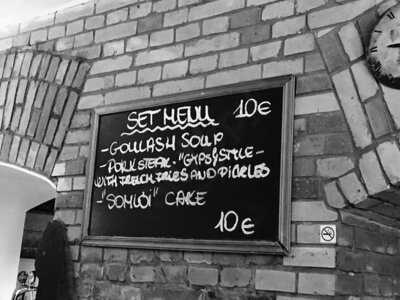 SET MENU 10€
-GOULASH SOUP
-PORK STEAK-"GYPSY STYLE-
WITH FRENCH FRIES AND PICKLES
-"SOMLÓI" CAKE
10€